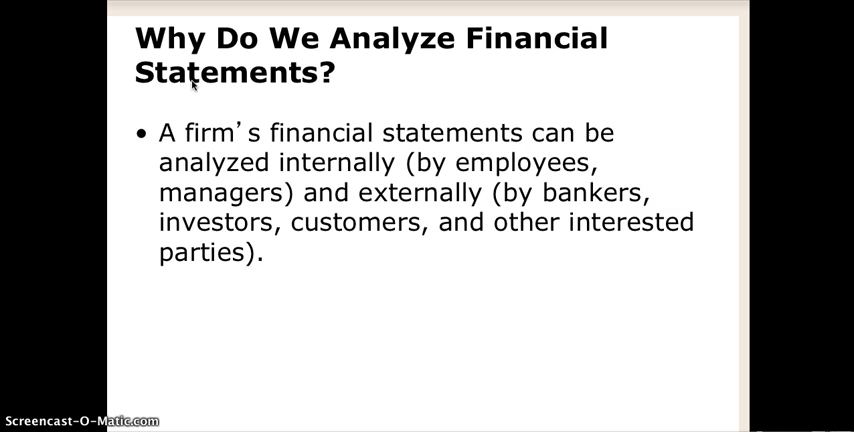 Why Do We Analyze Financial
Statements?
• A firm's financial statements can be
analyzed internally (by employees,
managers) and externally (by bankers,
investors, customers, and other interested
parties).
Screencast-O-Matic.com